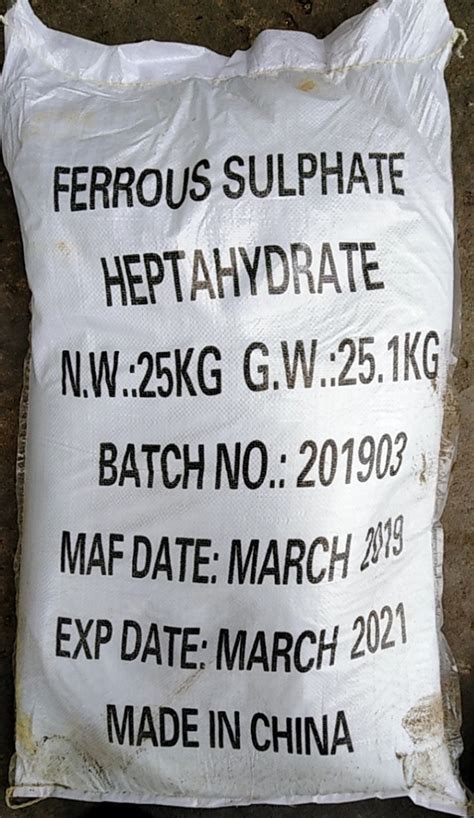 FERROUS SULPHATE
HEPTAHYDRATE
N.W.:25KG G.W.:25.1KG
BATCH NO.: 201903
MAF DATE: MARCH 2019
EXP DATE: MARCH 2021
MADE IN CHINA